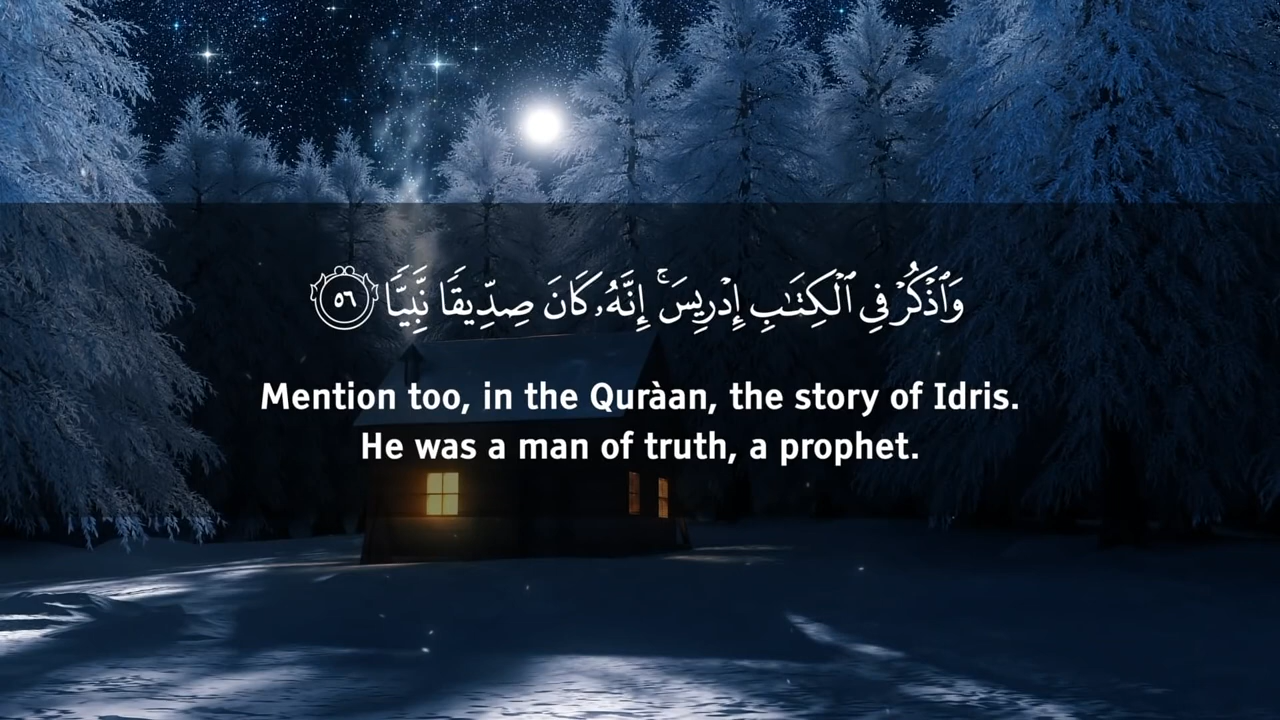 وَٱذْكُرْ فِى ٱلْكِتَـٰبِ إِدْرِيسَ ۚ إِنَّهُۥ كَانَ صِدِّيقًا نَّبِيًّا ٥٦
Mention too, in the Quràan, the story of Idris.
He was a man of truth, a prophet.